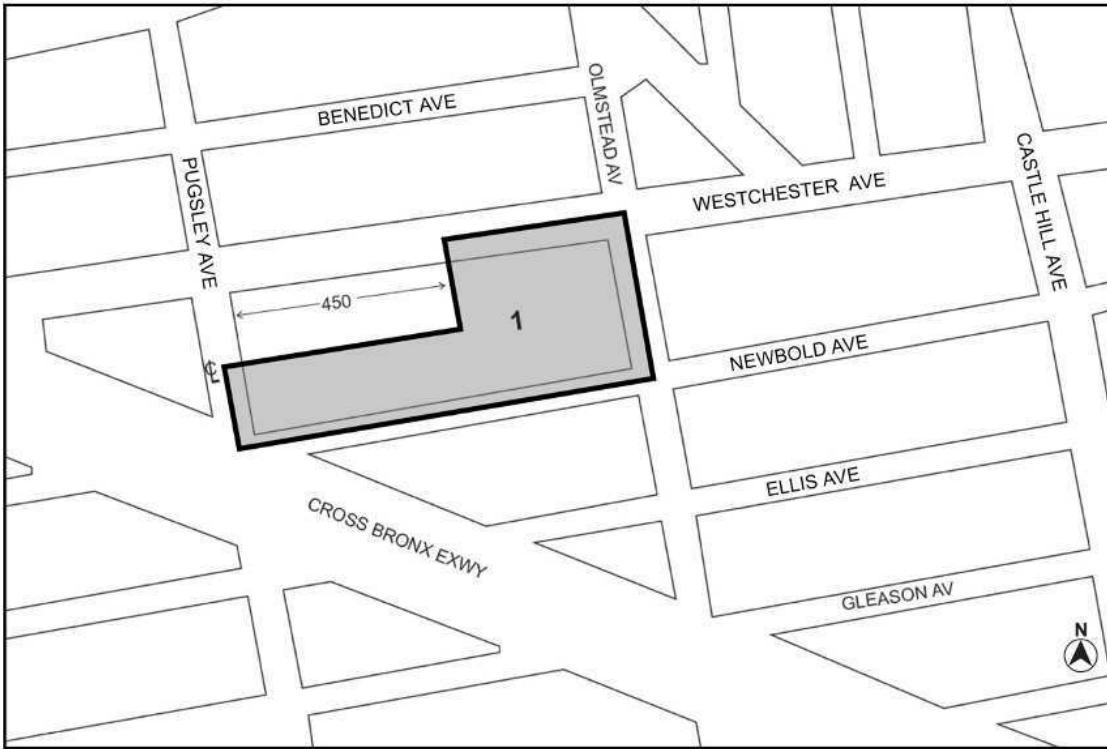 BENEDICT AVE
OLMSTEAD AV
PUGSLEY AVE
WESTCHESTER AVE
CASTLE HILL AVE
450
1
NEWBOLD AVE
ELLIS AVE
CROSS BRONX EXWY
GLEASON AV
N